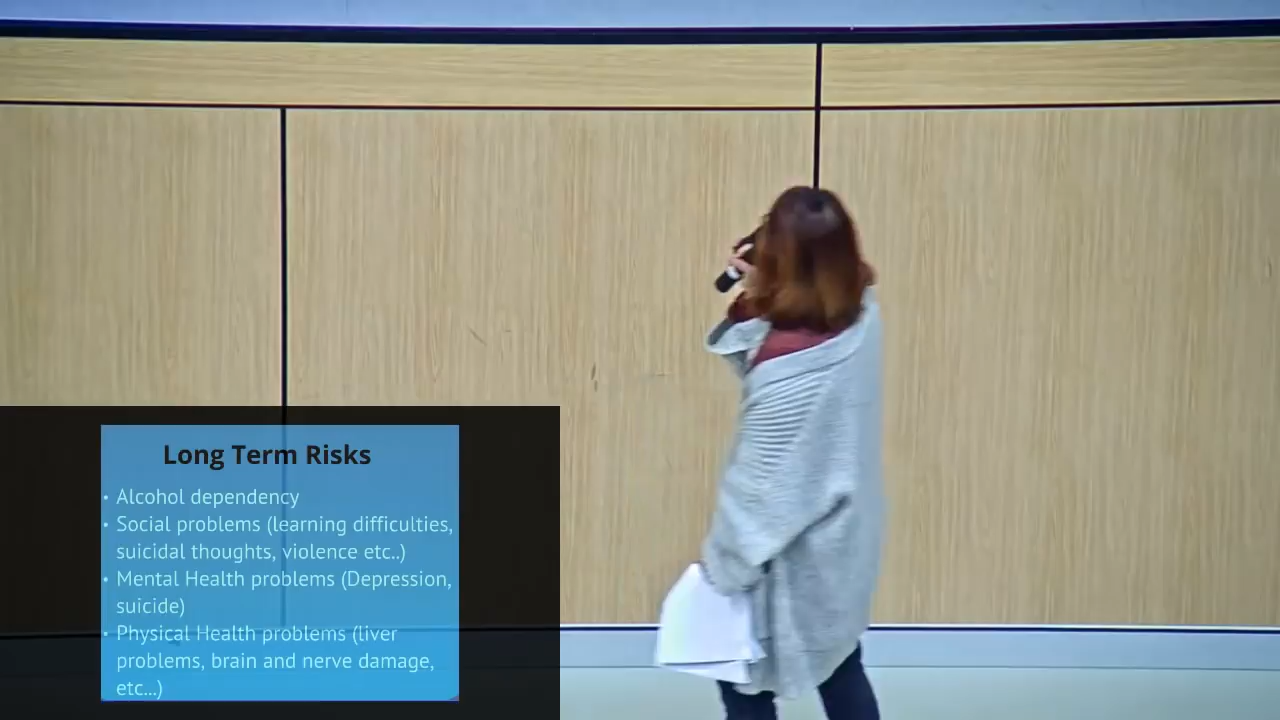 Long Term Risks
• Alcohol dependency
• Social problems (learning difficulties,
suicidal thoughts, violence etc..)
• Mental Health problems (Depression,
suicide)
• Physical Health problems (liver
problems, brain and nerve damage,
etc...)